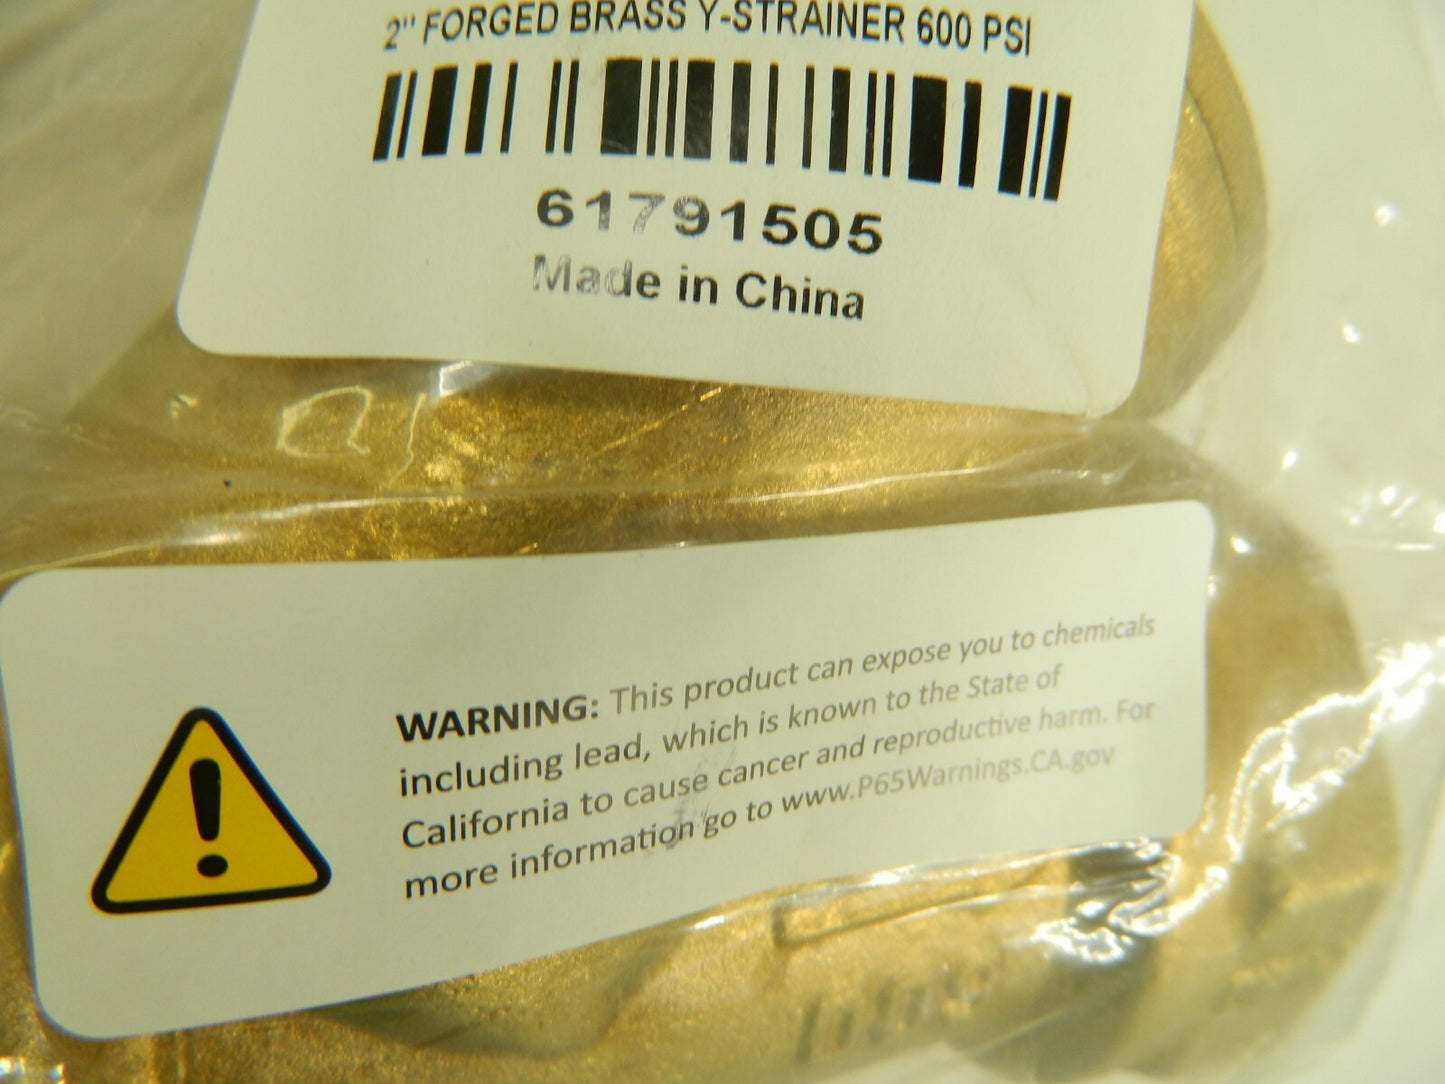 2" FORGED BRASS Y-STRAINER 600 PSI
61791505
Made in China
WARNING: This product can expose you to chemicals
including lead, which is known to the State of
California to cause cancer and reproductive harm. For
more information go to www.P65Warnings.CA.gov